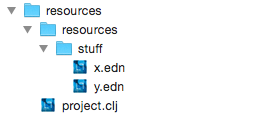 resources
resources
stuff
x.edn
y.edn
project.clj